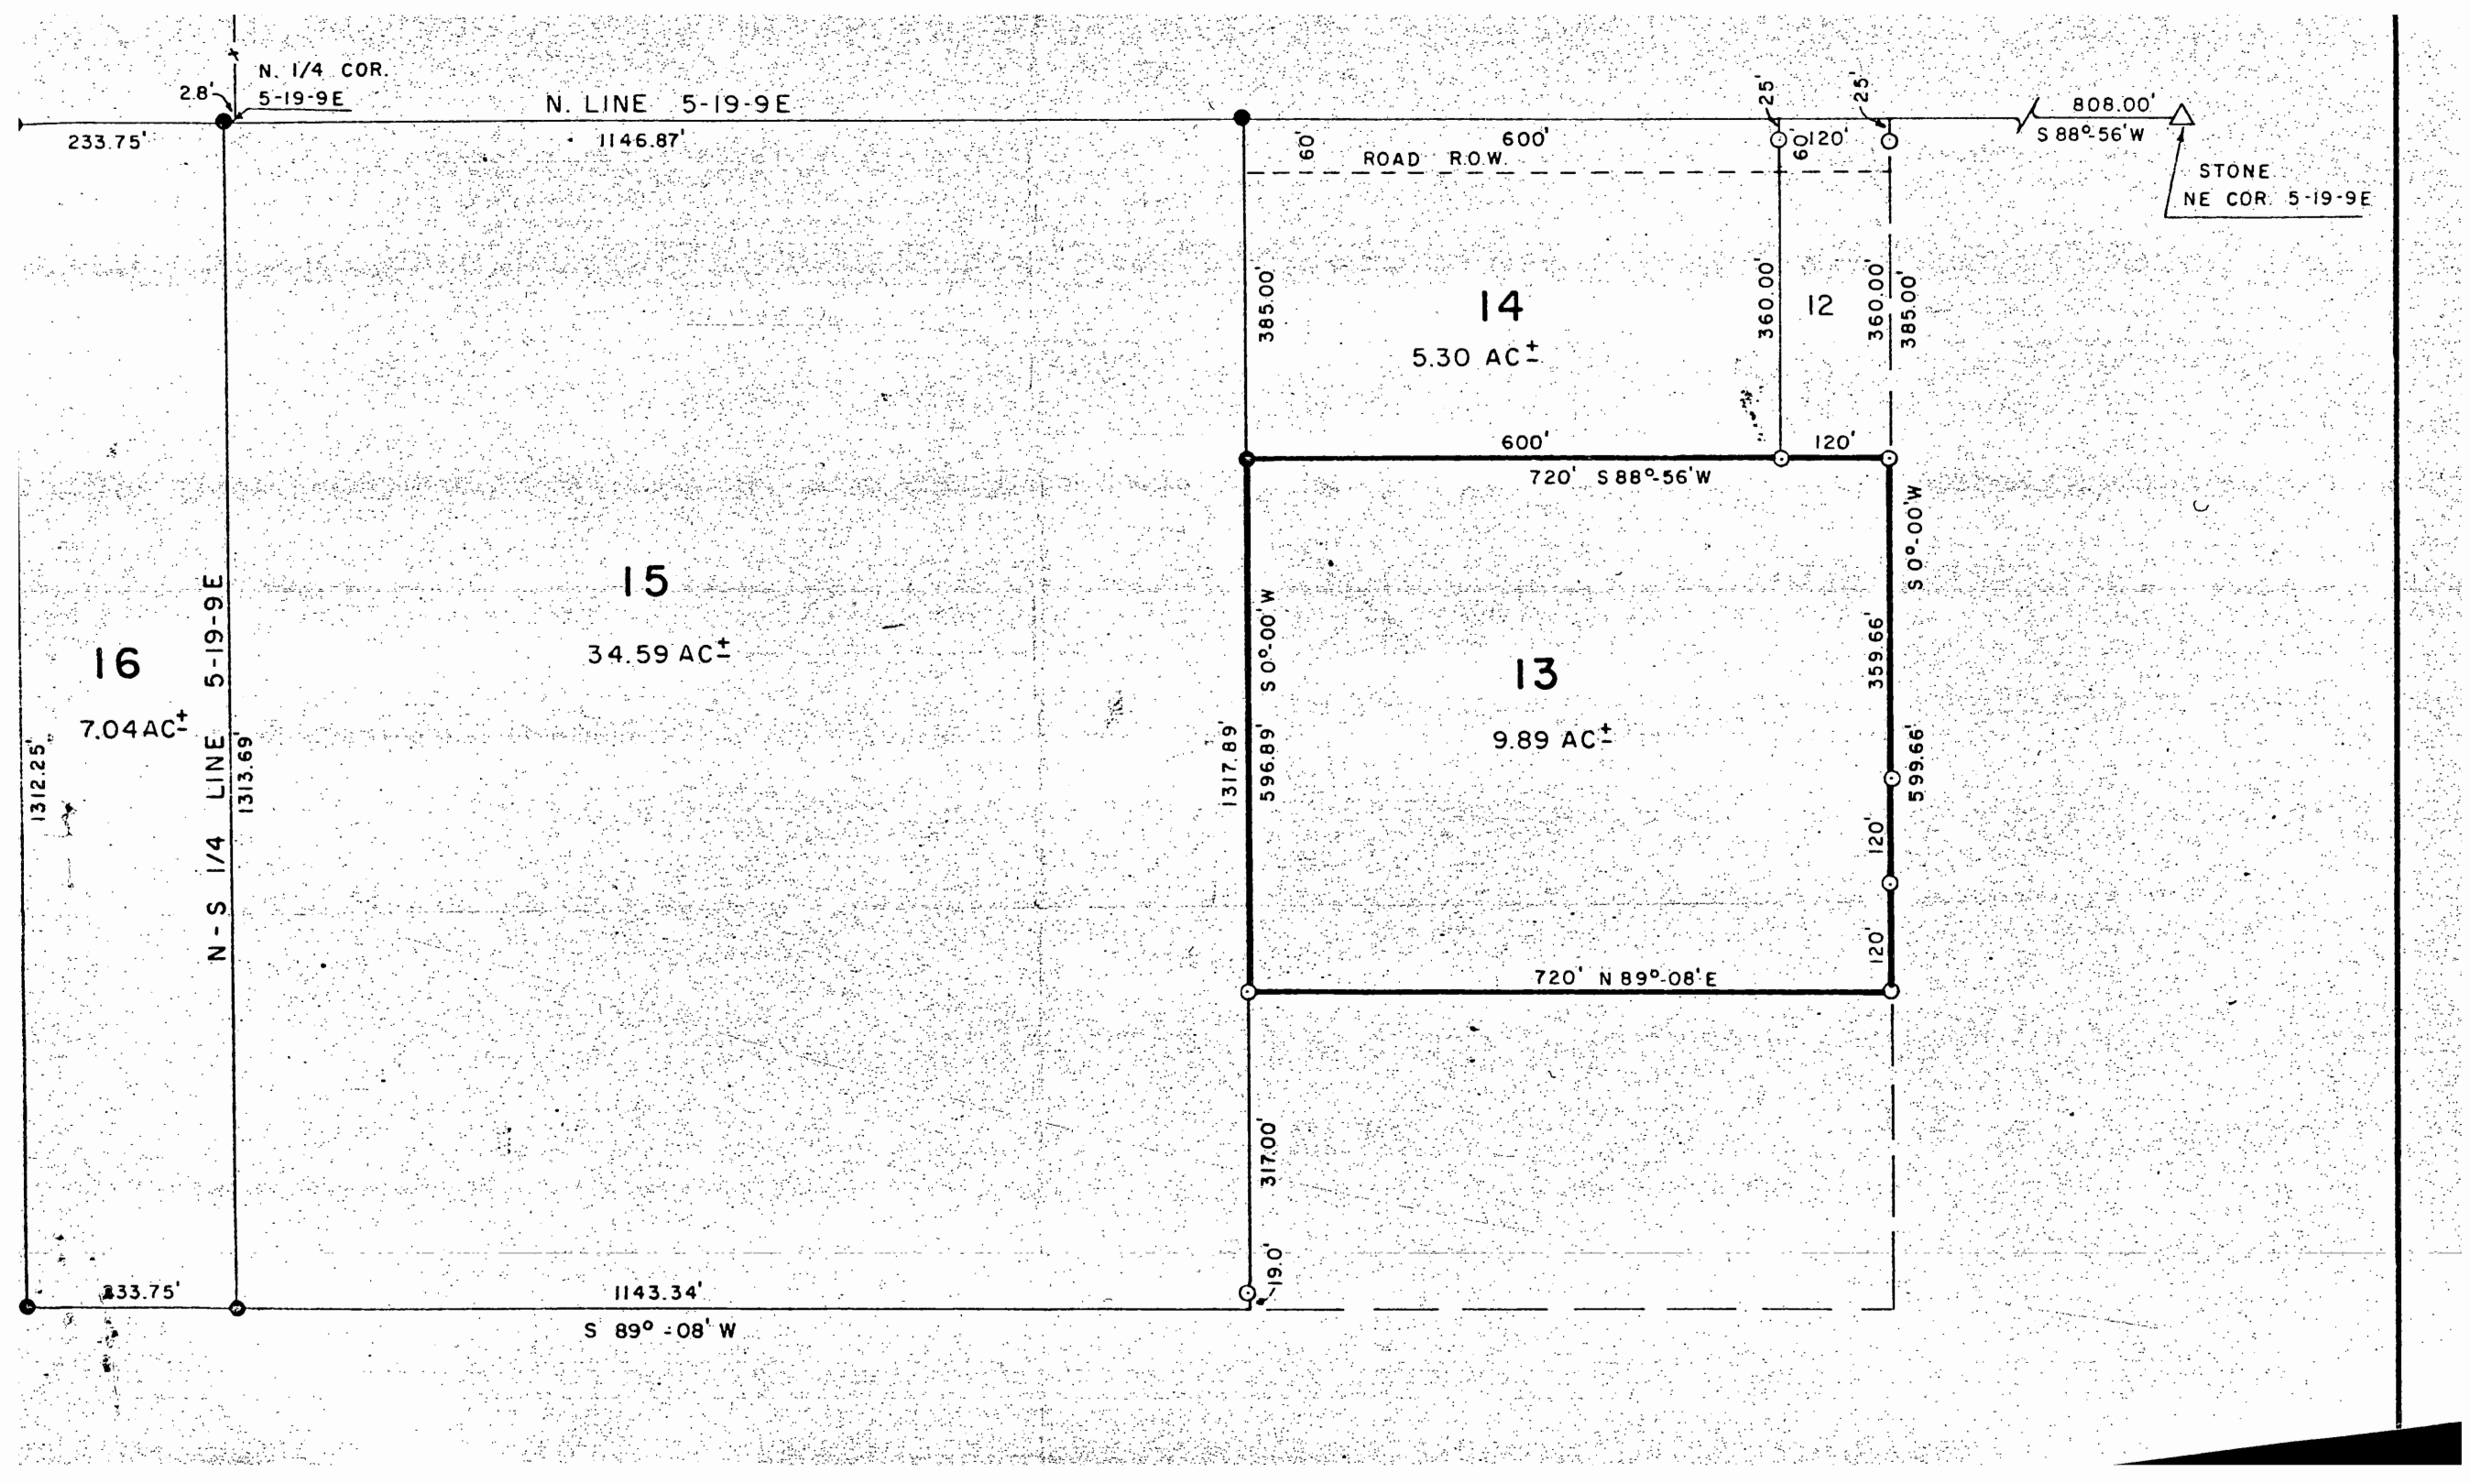 N. 1/4 COR.
5-19-9E
2.8'
N. LINE 5-19-9E
233.75'
1146.87'
60'
600'
ROAD R.O.W.
25'
60'
120'
25'
808.00'
S 88°-56'W
STONE
NE COR. 5-19-9E
385.00'
14
5.30 AC±
360.00'
12
360.00'
385.00'
600'
120'
720' S 88°-56'W
S 0°-00'W
15
34.59 AC±
16
7.04 AC±
1312.25'
N-S 1/4 LINE 5-19-9E
1313.69'
S 0°-00'W
1317.89'
596.89'
13
9.89 AC±
359.66'
599.66'
120'
120'
720' N 89°-08'E
317.00'
19.0'
233.75'
1143.34'
S 89°-08'W